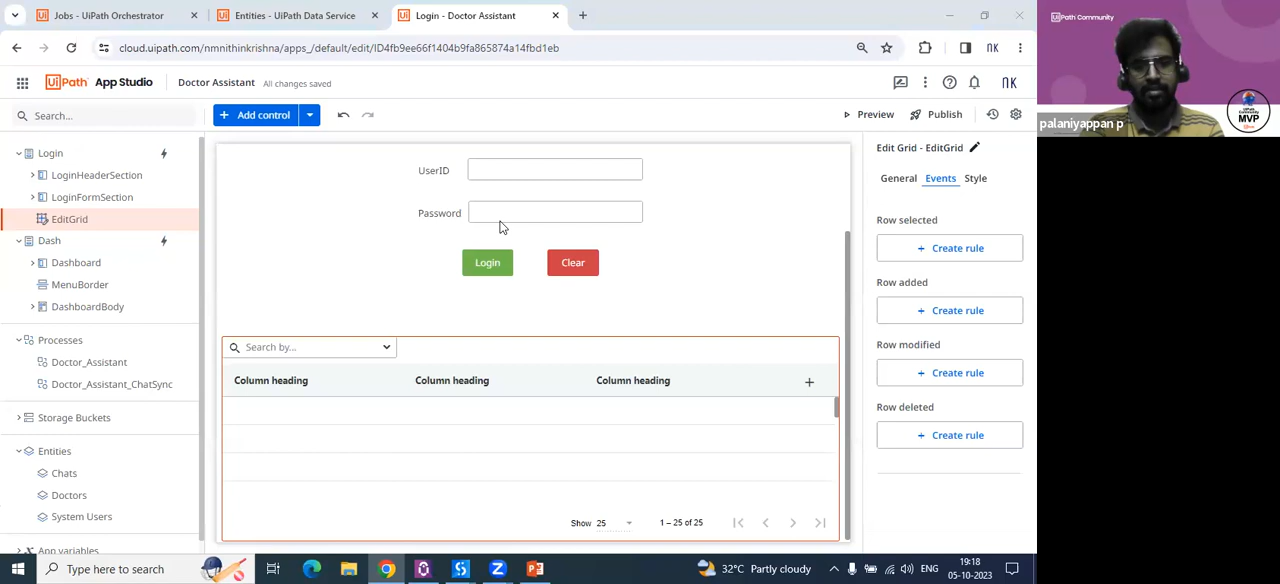 Jobs - UiPath Orchestrator
Entities - UiPath Data Service
Login - Doctor Assistant
cloud.uipath.com/nmnithinkrishna/apps_/default/edit/ID4fb9ee66f1404b9fa865874a14fbd1eb
NK
UiPath App Studio
Doctor Assistant
All changes saved
NK
Search...
+ Add control
Preview
Publish
Login
LoginHeaderSection
LoginFormSection
EditGrid
Dash
Dashboard
MenuBorder
DashboardBody
Processes
Doctor_Assistant
Doctor_Assistant_ChatSync
Storage Buckets
Entities
Chats
Doctors
System Users
App variables
UserID
Password
Login
Clear
Search by...
Column heading
Column heading
Column heading
+
Show 25
1 – 25 of 25
Edit Grid - EditGrid
General
Events
Style
Row selected
+ Create rule
Row added
+ Create rule
Row modified
+ Create rule
Row deleted
+ Create rule
UiPath Community
UiPath Community
MVP
palaniyappan p
Type here to search
32°C Partly cloudy
ENG
19:18
05-10-2023